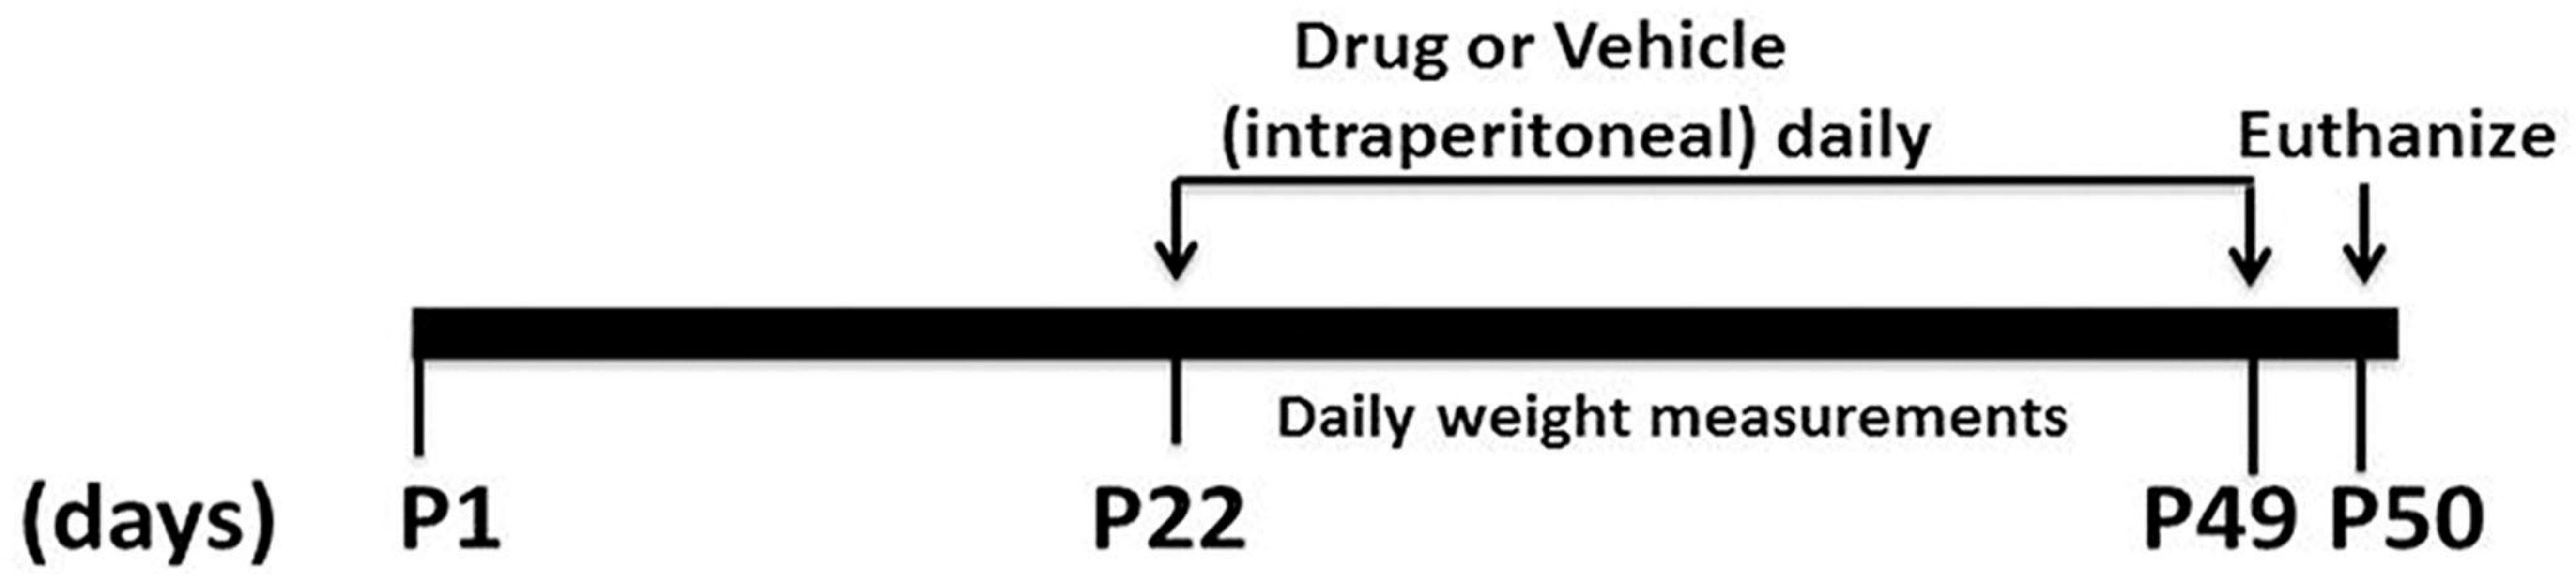 Drug or Vehicle
(intraperitoneal) daily
Euthanize
Daily weight measurements
(days) P1 P22 P49 P50